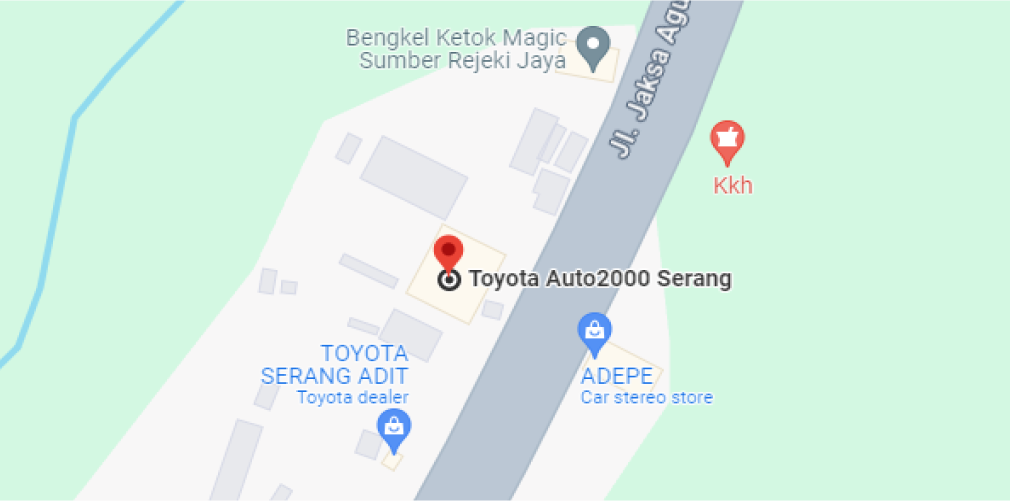 Bengkel Ketok Magic
Sumber Rejeki Jaya
Jl. Jaksa Agu
Kkh
Toyota Auto2000 Serang
TOYOTA
SERANG ADIT
Toyota dealer
ADEPE
Car stereo store